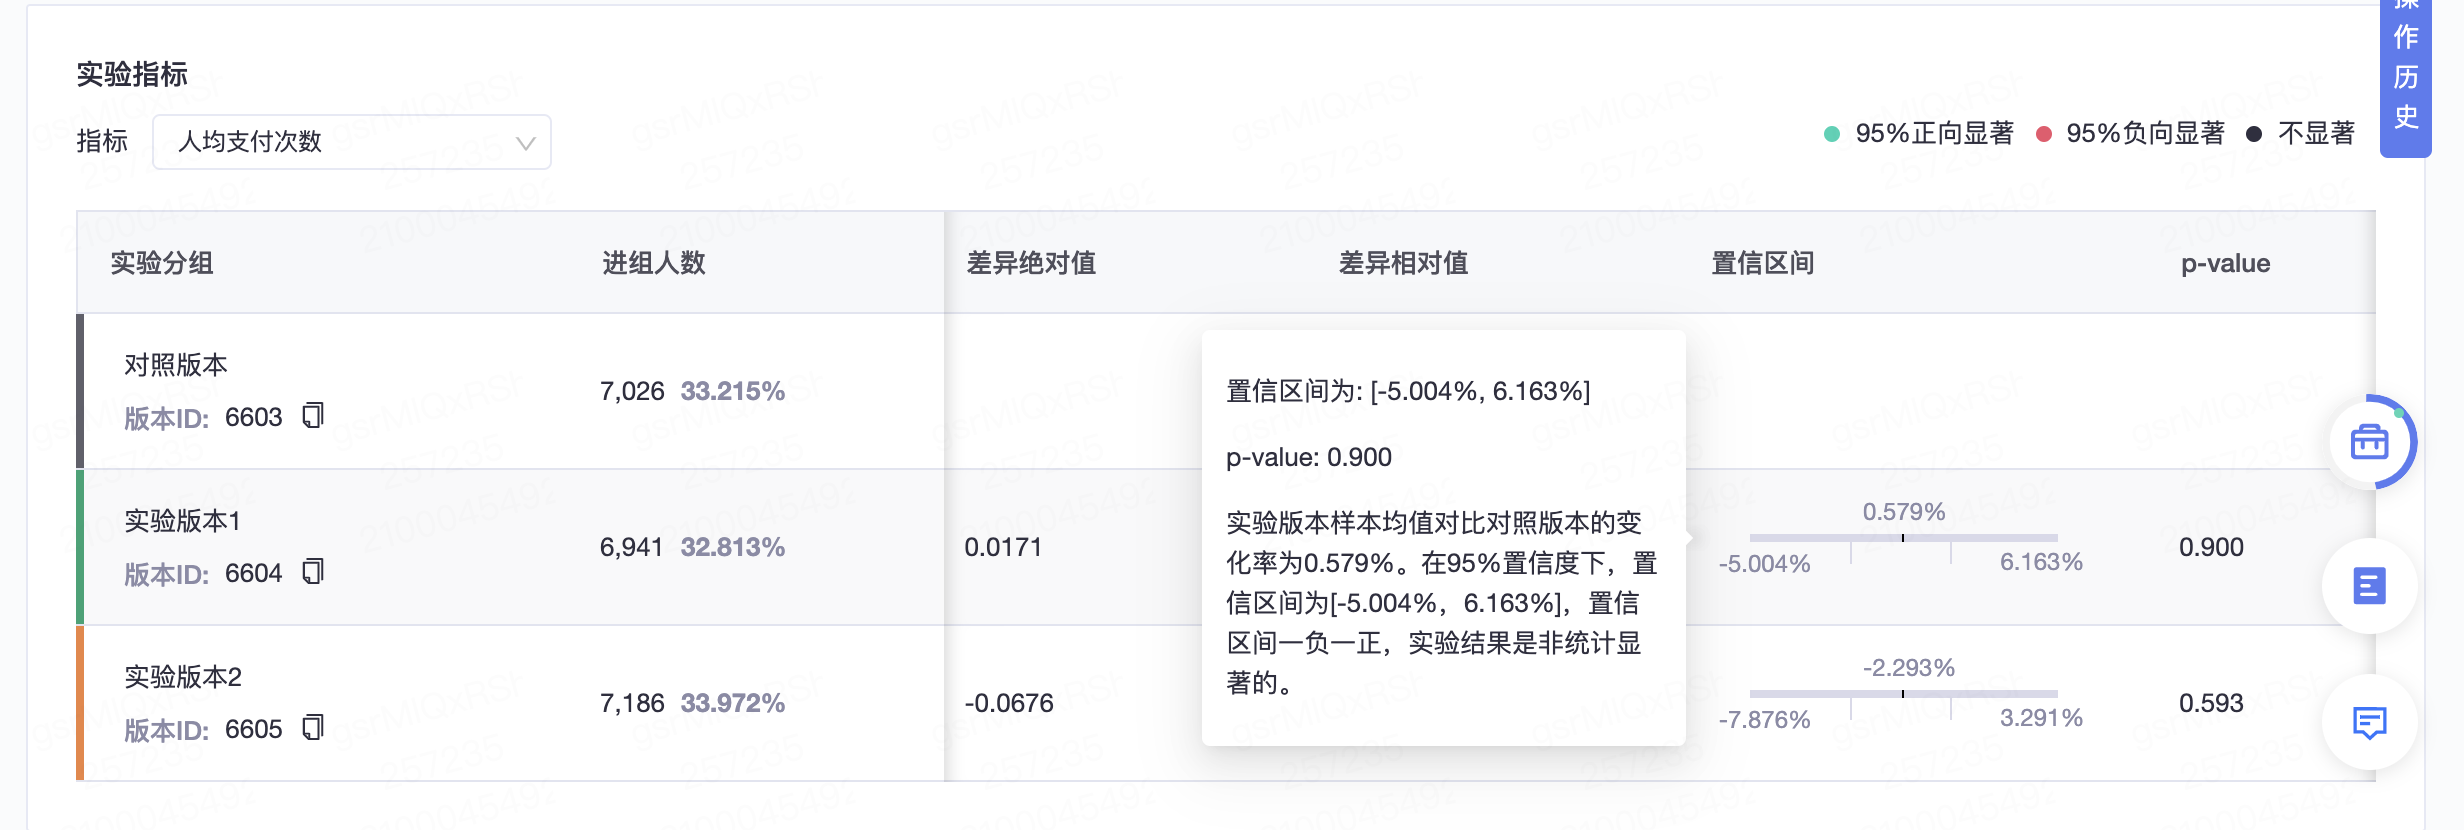 操作历史
实验指标
指标 人均支付次数
95%正向显著 95%负向显著 不显著
实验分组 进组人数 差异绝对值 差异相对值 置信区间 p-value
对照版本
版本ID: 6603
7,026 33.215%
置信区间为: [-5.004%, 6.163%]
p-value: 0.900
实验版本样本均值对比对照版本的变
化率为0.579%。在95%置信度下，置
信区间为[-5.004%，6.163%]，置信
区间一负一正，实验结果是非统计显
著的。
实验版本1
版本ID: 6604
6,941 32.813%
0.0171
0.579%
-5.004% 6.163%
0.900
实验版本2
版本ID: 6605
7,186 33.972%
-0.0676
-2.293%
-7.876% 3.291%
0.593